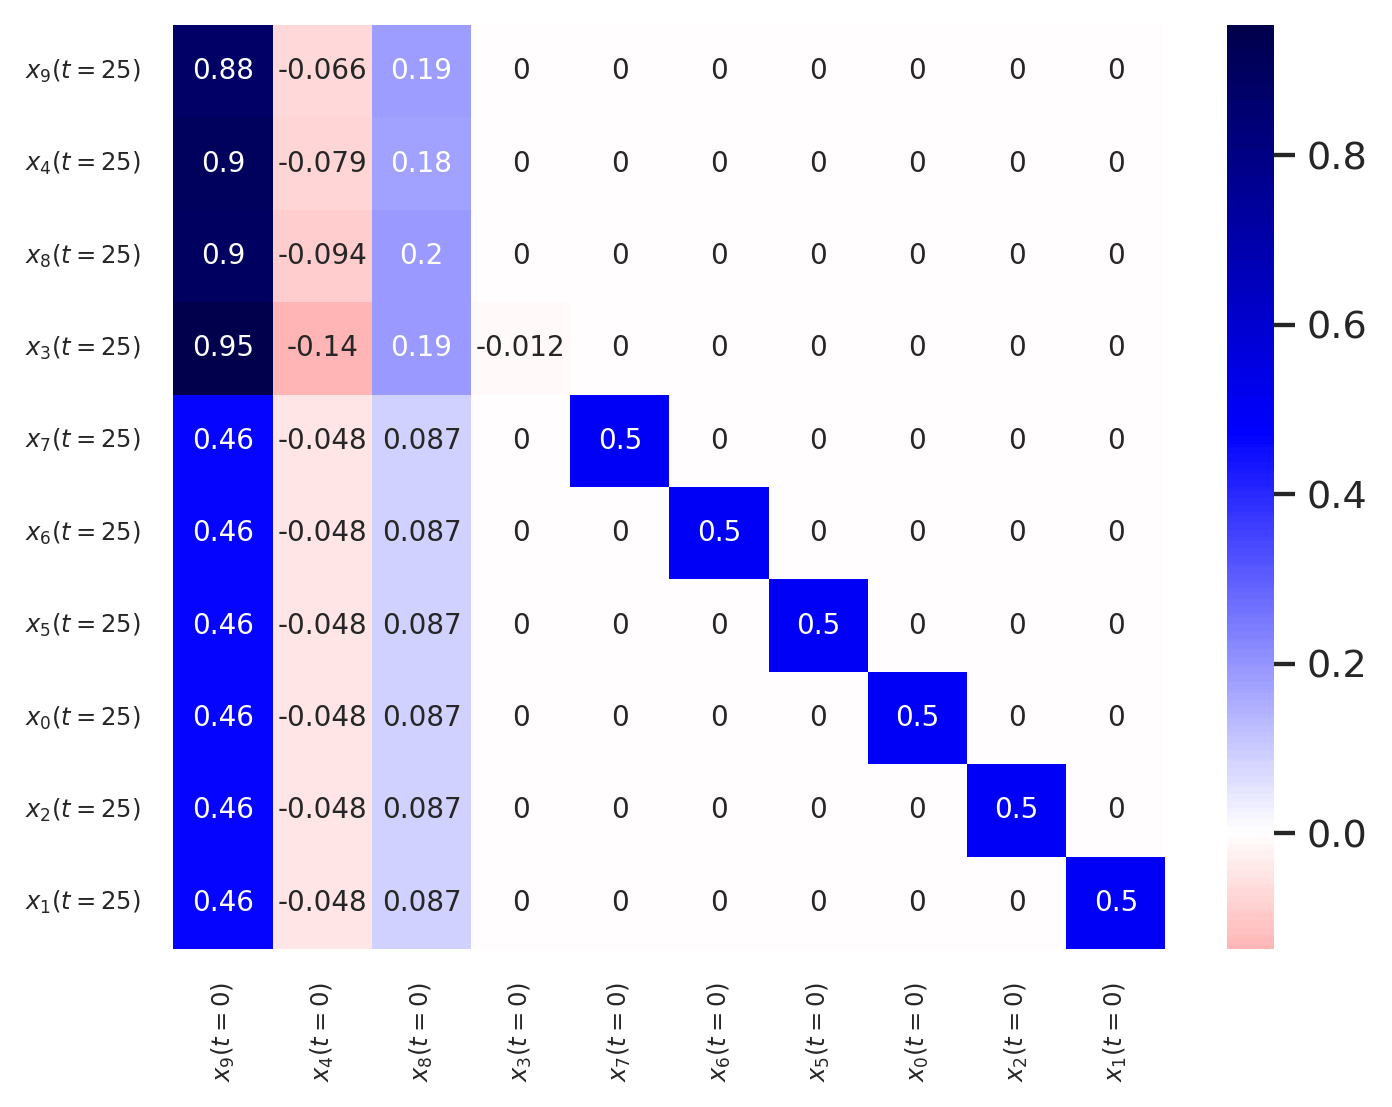 x₉(t = 25) 0.88 -0.066 0.19 0 0 0 0 0 0 0
x₄(t = 25) 0.9 -0.079 0.18 0 0 0 0 0 0 0
x₈(t = 25) 0.9 -0.094 0.2 0 0 0 0 0 0 0
x₃(t = 25) 0.95 -0.14 0.19 -0.012 0 0 0 0 0 0
x₇(t = 25) 0.46 -0.048 0.087 0 0.5 0 0 0 0 0
x₆(t = 25) 0.46 -0.048 0.087 0 0 0.5 0 0 0 0
x₅(t = 25) 0.46 -0.048 0.087 0 0 0 0.5 0 0 0
x₀(t = 25) 0.46 -0.048 0.087 0 0 0 0 0.5 0 0
x₂(t = 25) 0.46 -0.048 0.087 0 0 0 0 0 0.5 0
x₁(t = 25) 0.46 -0.048 0.087 0 0 0 0 0 0 0.5
x₉(t = 0)
x₄(t = 0)
x₈(t = 0)
x₃(t = 0)
x₇(t = 0)
x₆(t = 0)
x₅(t = 0)
x₀(t = 0)
x₂(t = 0)
x₁(t = 0)
0.8
0.6
0.4
0.2
0.0